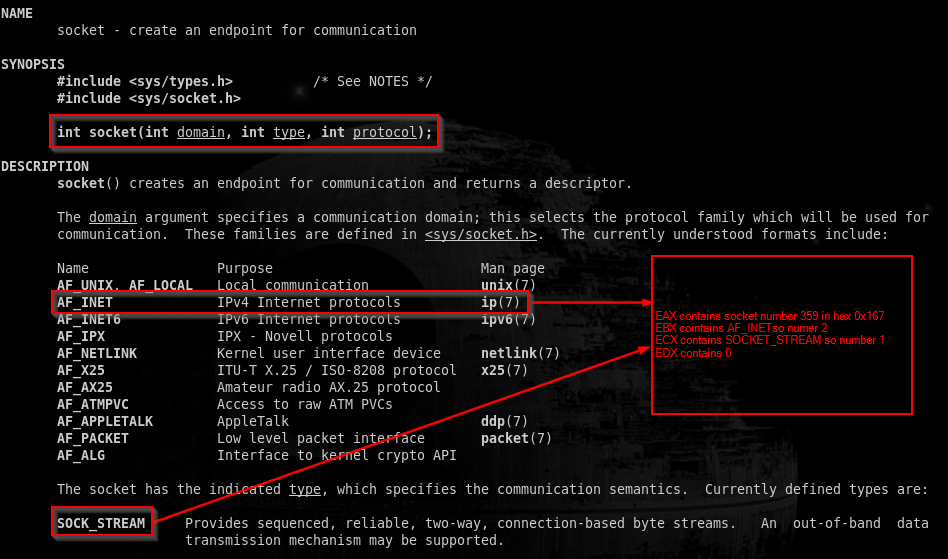 NAME
socket - create an endpoint for communication
SYNOPSIS
#include <sys/types.h> /* See NOTES */
#include <sys/socket.h>
int socket(int domain, int type, int protocol);
DESCRIPTION
socket() creates an endpoint for communication and returns a descriptor.
The domain argument specifies a communication domain; this selects the protocol family which will be used for
communication. These families are defined in <sys/socket.h>. The currently understood formats include:
Name Purpose Man page
AF_UNIX, AF_LOCAL Local communication unix(7)
AF_INET IPv4 Internet protocols ip(7)
AF_INET6 IPv6 Internet protocols ipv6(7)
AF_IPX IPX - Novell protocols
AF_NETLINK Kernel user interface device netlink(7)
AF_X25 ITU-T X.25 / ISO-8208 protocol x25(7)
AF_AX25 Amateur radio AX.25 protocol
AF_ATMPVC Access to raw ATM PVCs
AF_APPLETALK AppleTalk ddp(7)
AF_PACKET Low level packet interface packet(7)
AF_ALG Interface to kernel crypto API
EAX contains socket number 359 in hex 0x167
EBX cointains AF_INETso numer 2
ECX contains SOCKET_STREAM so number 1
EDX contains 0
The socket has the indicated type, which specifies the communication semantics. Currently defined types are:
SOCK_STREAM Provides sequenced, reliable, two-way, connection-based byte streams. An out-of-band data
transmission mechanism may be supported.